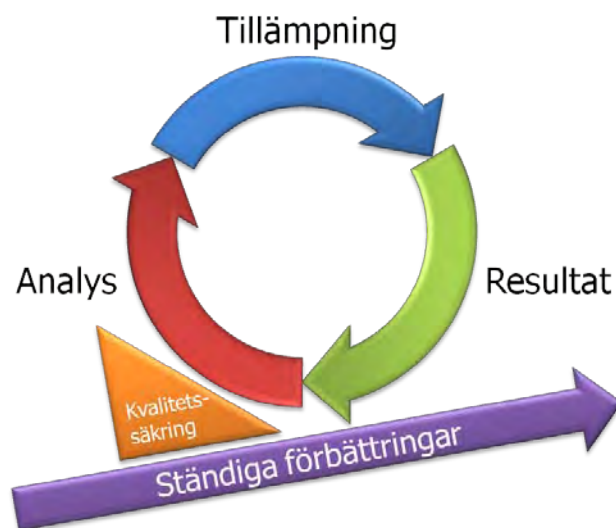 Tillämpning
Analys
Resultat
Kvalitets-
säkring
Ständiga förbättringar